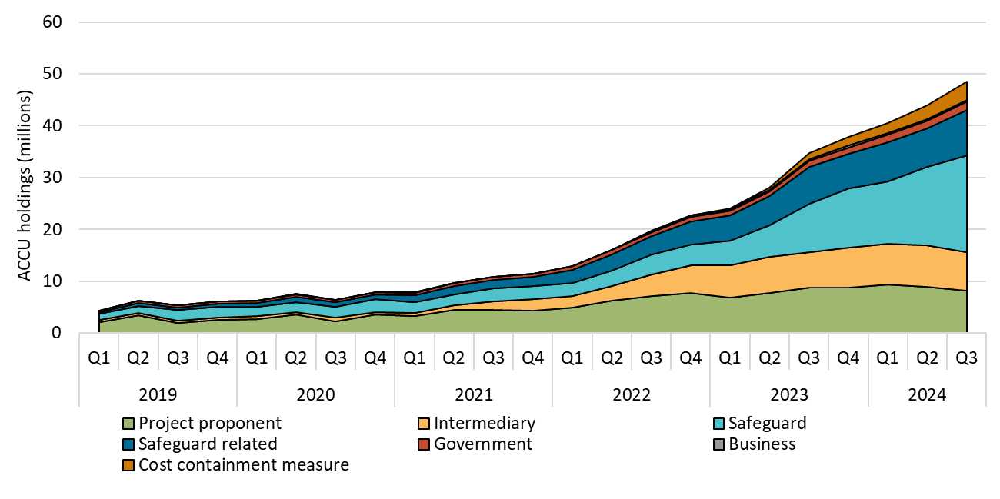 60
50
40
30
20
10
0
ACCU holdings (millions)
Q1 Q2 Q3 Q4 Q1 Q2 Q3 Q4 Q1 Q2 Q3 Q4 Q1 Q2 Q3 Q4 Q1 Q2 Q3 Q4 Q1 Q2 Q3
2019 2020 2021 2022 2023 2024
Project proponent Intermediary Safeguard
Safeguard related Government Business
Cost containment measure